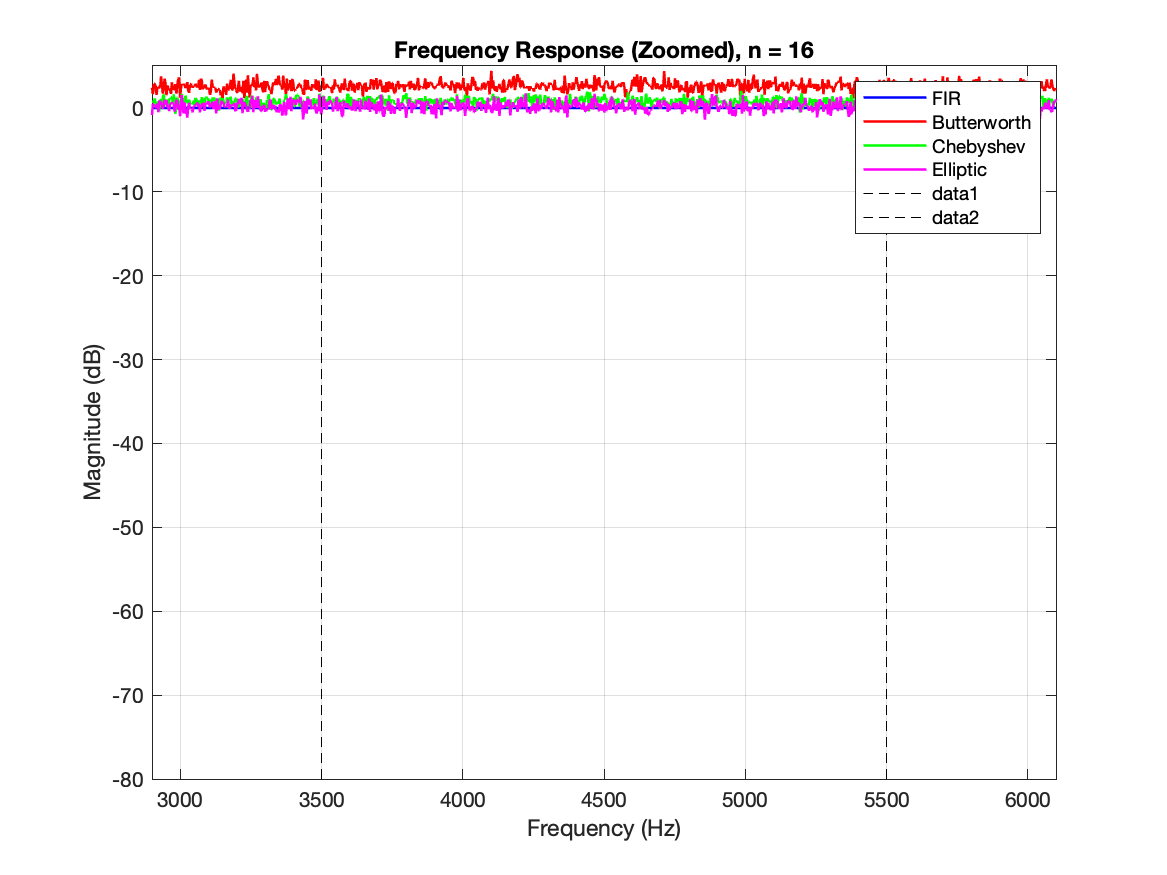 Frequency Response (Zoomed), n = 16
FIR
Butterworth
Chebyshev
Elliptic
data1
data2
Magnitude (dB)
0
-10
-20
-30
-40
-50
-60
-70
-80
3000 3500 4000 4500 5000 5500 6000
Frequency (Hz)